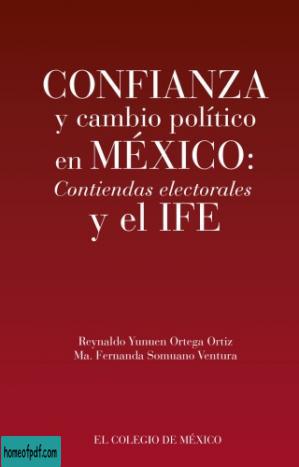 CONFIANZA
y cambio político
en MÉXICO:
Contiendas electorales
y el IFE
Reynaldo Yunuen Ortega Ortiz
Ma. Fernanda Somuano Ventura
EL COLEGIO DE MÉXICO
homeofpdf.com